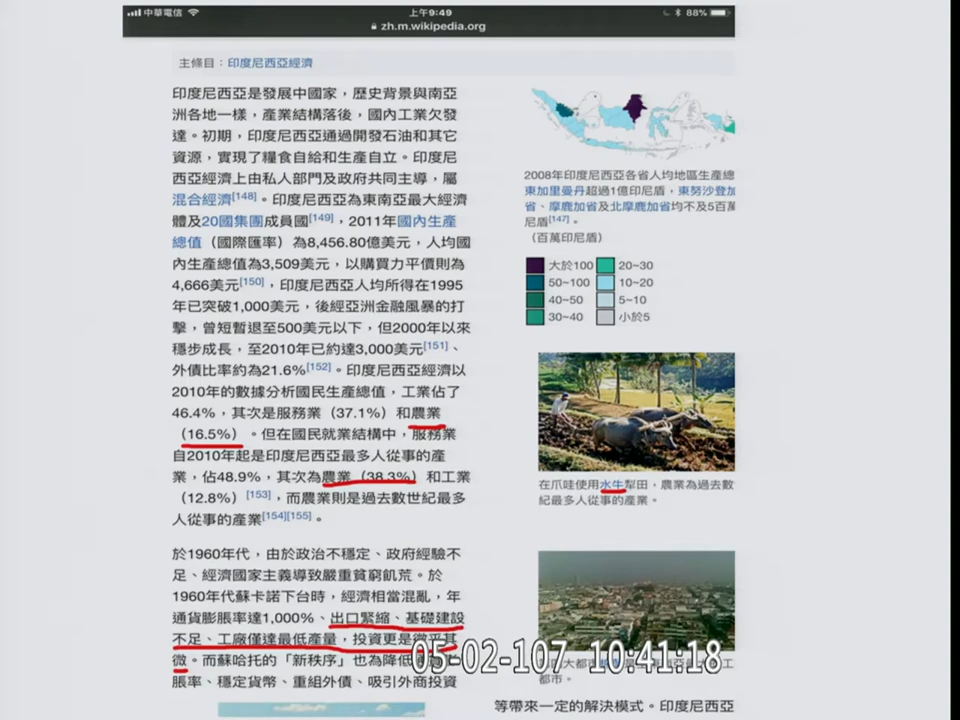 中華電信
上午9:49
88%
zh.m.wikipedia.org
主條目：印度尼西亞經濟
印度尼西亞是發展中國家，歷史背景與南亞
洲各地一樣，產業結構落後，國內工業欠發
達。初期，印度尼西亞通過開發石油和其它
資源，實現了糧食自給和生產自立。印度尼
西亞經濟上由私人部門及政府共同主導，屬
混合經濟[148]。印度尼西亞為東南亞最大經濟
體及20國集團成員國[149]，2011年國內生產
總值（國際匯率）為8,456.80億美元，人均國
內生產總值為3,509美元，以購買力平價則為
4,666美元[150]，印度尼西亞人均所得在1995
年已突破1,000美元，後經亞洲金融風暴的打
擊，曾短暫退至500美元以下，但2000年以來
穩步成長，至2010年已約達3,000美元[151]、
外債比率約為21.6%[152]。印度尼西亞經濟以
2010年的數據分析國民生產總值，工業佔了
46.4%，其次是服務業（37.1%）和農業
（16.5%）。但在國民就業結構中，服務業
自2010年起是印度尼西亞最多人從事的產
業，佔48.9%，其次為農業（38.3%）和工業
（12.8%）[153]，而農業則是過去數世紀最多
人從事的產業[154][155]。
於1960年代，由於政治不穩定、政府經驗不
足、經濟國家主義導致嚴重貧窮飢荒。於
1960年代蘇卡諾下台時，經濟相當混亂，年
通貨膨脹率達1,000%、出口緊縮、基礎建設
不足、工廠僅達最低產量，投資更是微乎其
微。而蘇哈托的「新秩序」也為降低
脹率、穩定貨幣、重組外債、吸引外商投資
2008年印度尼西亞各省人均地區生產總
東加里曼丹超過1億印尼盾，東努沙登加
省、摩鹿加省及北摩鹿加省均不及5百萬
尼盾[147]。
（百萬印尼盾）
大於100 20~30
50~100 10~20
40~50 5~10
30~40 小於5
在爪哇使用水牛犁田，農業為過去數
紀最多人從事的產業。
大都
工
都市。
等帶來一定的解決模式。印度尼西亞
05-02-107 10:41:18